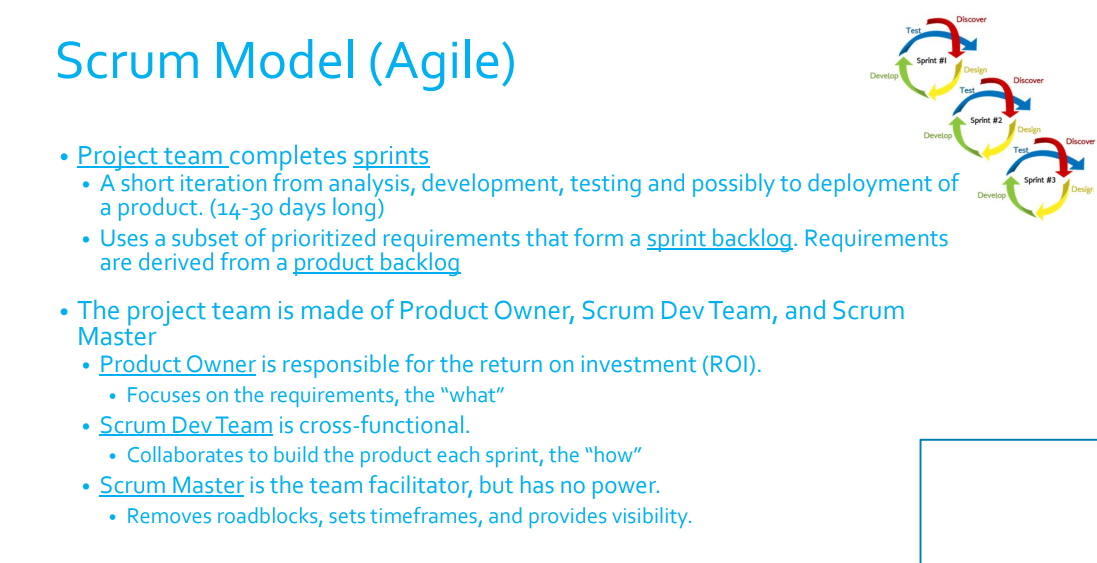 Scrum Model (Agile)
• Project team completes sprints
• A short iteration from analysis, development, testing and possibly to deployment of
a product. (14-30 days long)
• Uses a subset of prioritized requirements that form a sprint backlog. Requirements
are derived from a product backlog
• The project team is made of Product Owner, Scrum Dev Team, and Scrum
Master
• Product Owner is responsible for the return on investment (ROI).
• Focuses on the requirements, the “what”
• Scrum Dev Team is cross-functional.
• Collaborates to build the product each sprint, the “how”
• Scrum Master is the team facilitator, but has no power.
• Removes roadblocks, sets timeframes, and provides visibility.
Discover
Test
Sprint #1
Design
Develop
Discover
Test
Sprint #2
Design
Develop
Discover
Test
Sprint #3
Design
Develop